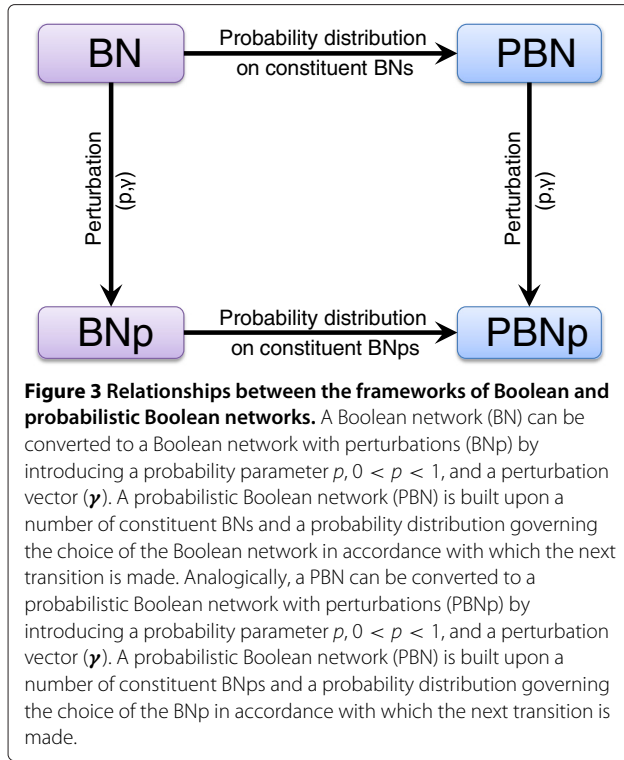 BN
Probability distribution
on constituent BNs
PBN
Perturbation
(p,γ)
Perturbation
(p,γ)
BNp
Probability distribution
on constituent BNps
PBNp
Figure 3 Relationships between the frameworks of Boolean and
probabilistic Boolean networks. A Boolean network (BN) can be
converted to a Boolean network with perturbations (BNp) by
introducing a probability parameter p, 0 < p < 1, and a perturbation
vector (γ). A probabilistic Boolean network (PBN) is built upon a
number of constituent BNs and a probability distribution governing
the choice of the Boolean network in accordance with which the next
transition is made. Analogically, a PBN can be converted to a
probabilistic Boolean network with perturbations (PBNp) by
introducing a probability parameter p, 0 < p < 1, and a perturbation
vector (γ). A probabilistic Boolean network (PBN) is built upon a
number of constituent BNps and a probability distribution governing
the choice of the BNp in accordance with which the next transition is
made.